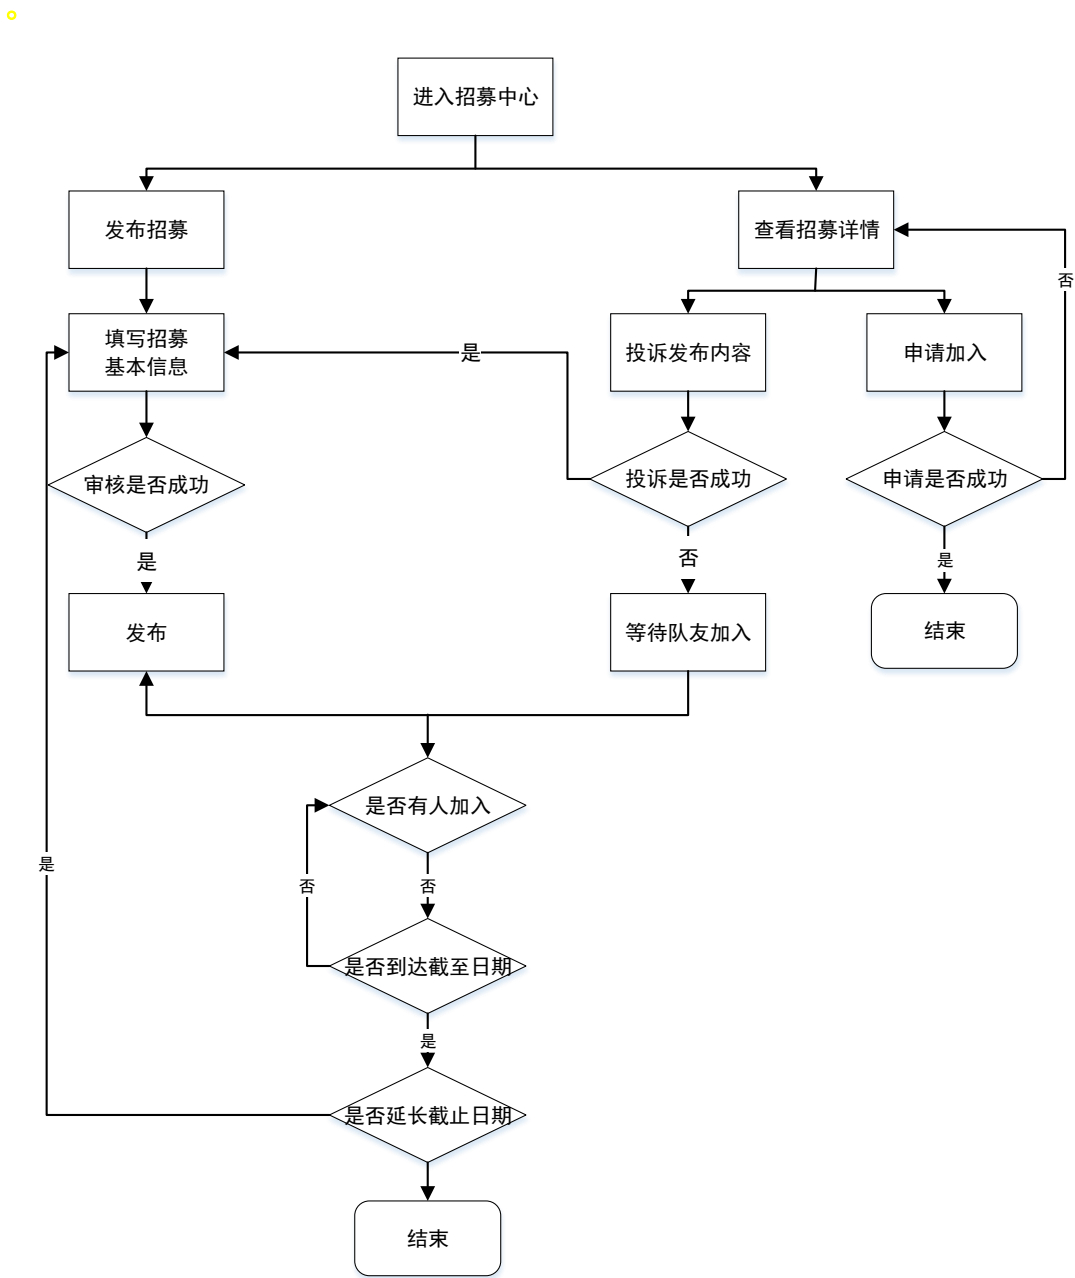 进入招募中心
发布招募
查看招募详情
否
填写招募
基本信息
是
投诉发布内容
申请加入
审核是否成功
投诉是否成功
申请是否成功
是
否
是
发布
等待队友加入
结束
是否有人加入
是
否
否
是否到达截至日期
是
是否延长截止日期
结束